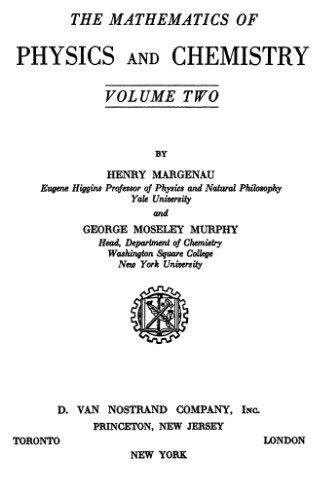 THE MATHEMATICS OF
PHYSICS AND CHEMISTRY
VOLUME TWO
BY
HENRY MARGENAU
Eugene Higgins Professor of Physics and Natural Philosophy
Yale University
and
GEORGE MOSELEY MURPHY
Head, Department of Chemistry
Washington Square College
New York University
D. VAN NOSTRAND COMPANY, Inc.
PRINCETON, NEW JERSEY
TORONTO LONDON
NEW YORK